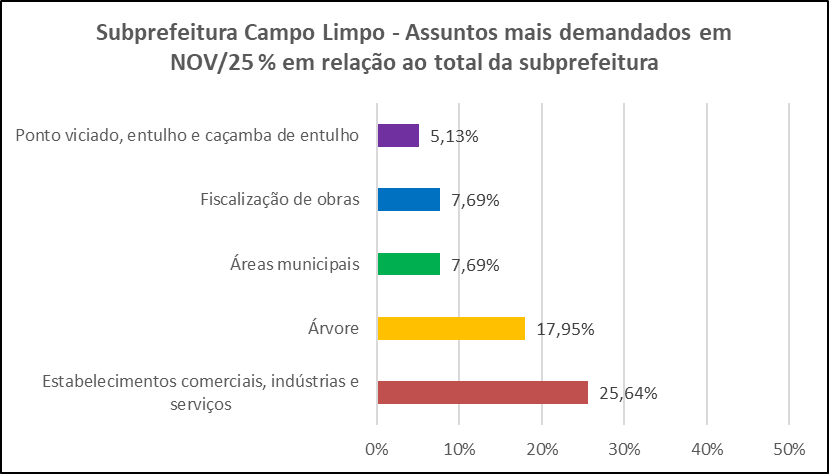 Subprefeitura Campo Limpo - Assuntos mais demandados em
NOV/25 % em relação ao total da subprefeitura
Ponto viciado, entulho e caçamba de entulho
5,13%
Fiscalização de obras
7,69%
Áreas municipais
7,69%
Árvore
17,95%
Estabelecimentos comerciais, indústrias e
serviços
25,64%
0% 10% 20% 30% 40% 50%